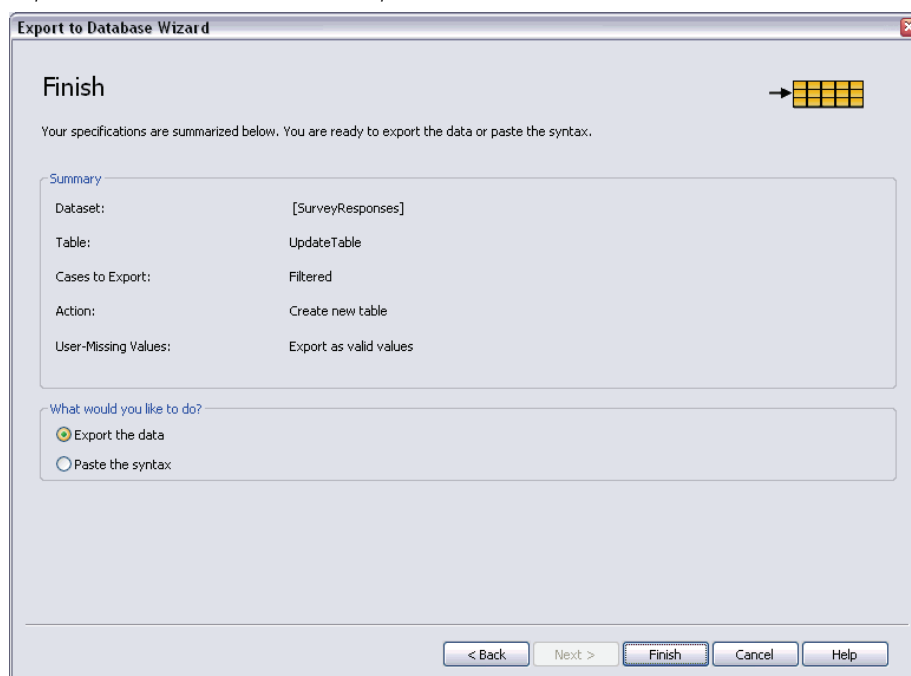 Export to Database Wizard
Finish
Your specifications are summarized below. You are ready to export the data or paste the syntax.
Summary
Dataset: [SurveyResponses]
Table: UpdateTable
Cases to Export: Filtered
Action: Create new table
User-Missing Values: Export as valid values
What would you like to do?
Export the data
Paste the syntax
< Back Next > Finish Cancel Help